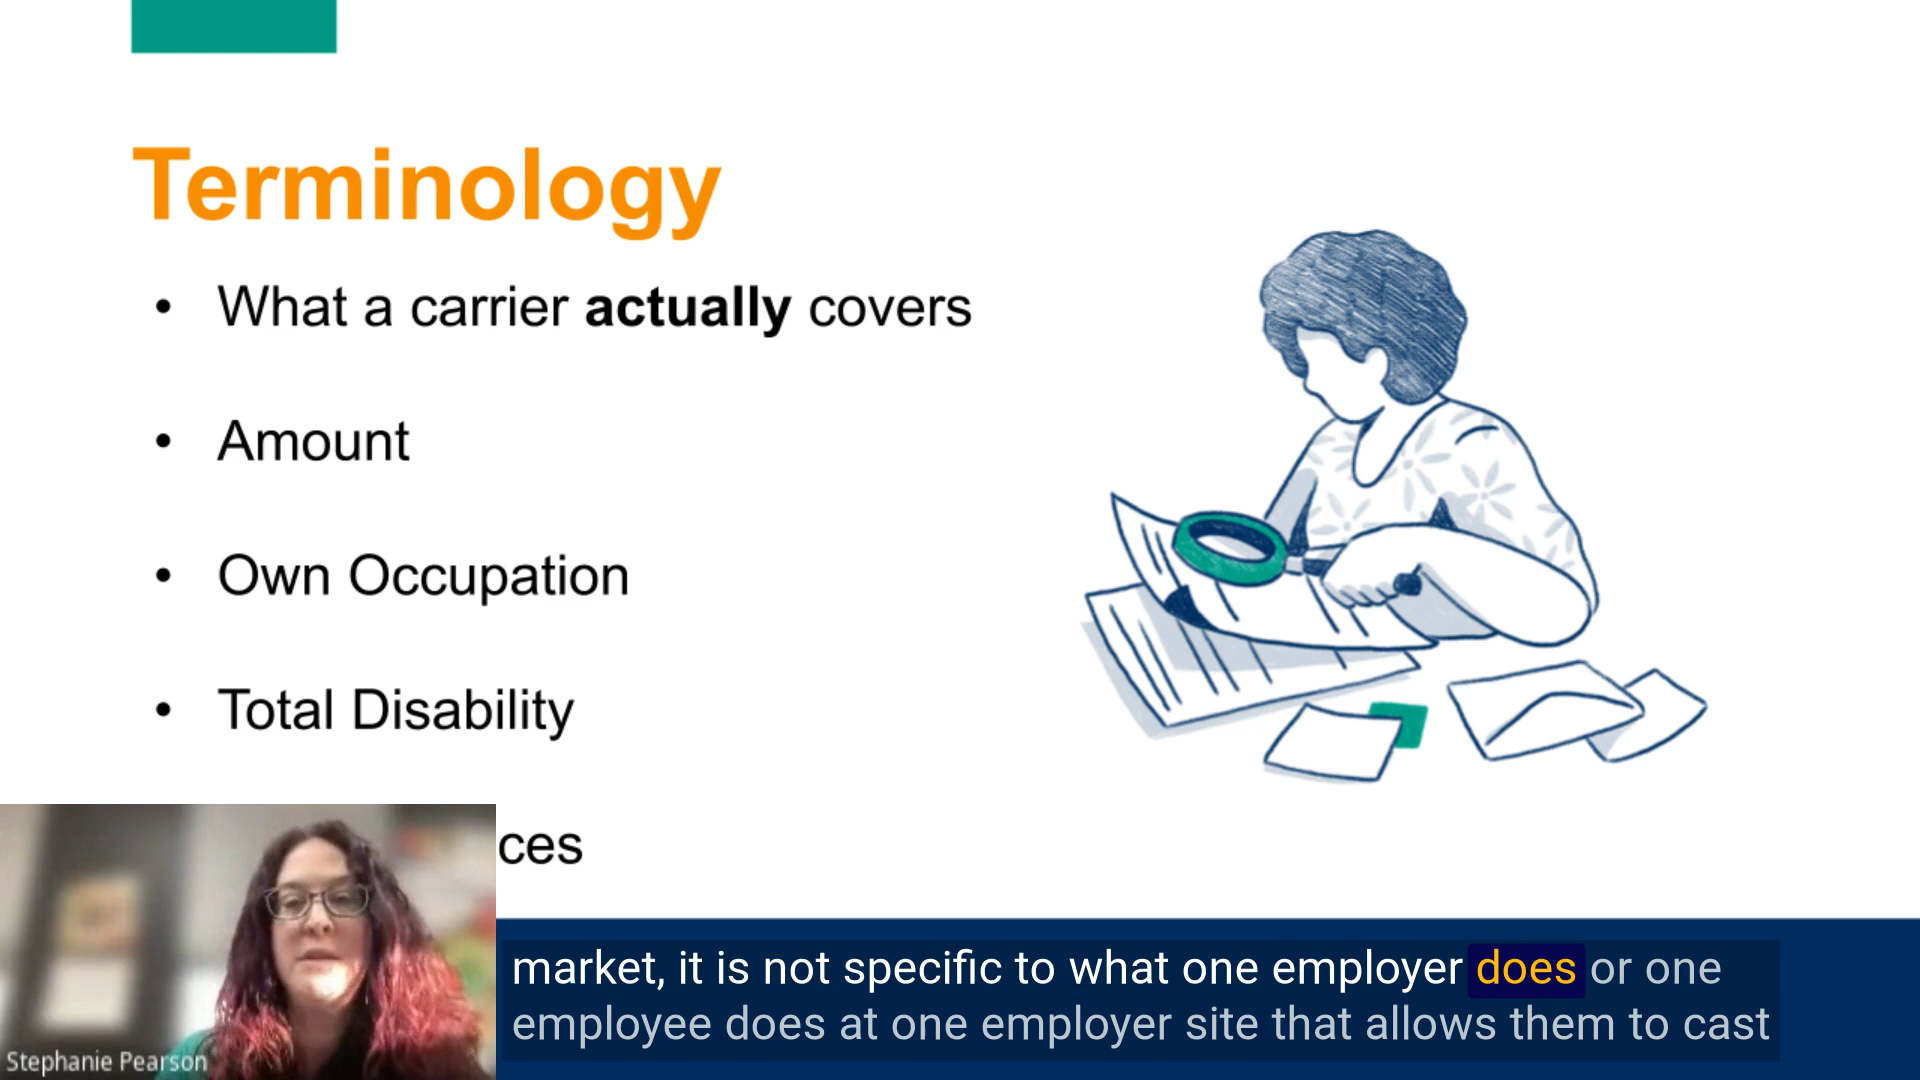 Terminology
• What a carrier actually covers
• Amount
• Own Occupation
• Total Disability
ces
Stephanie Pearson
market, it is not specific to what one employer does or one
employee does at one employer site that allows them to cast